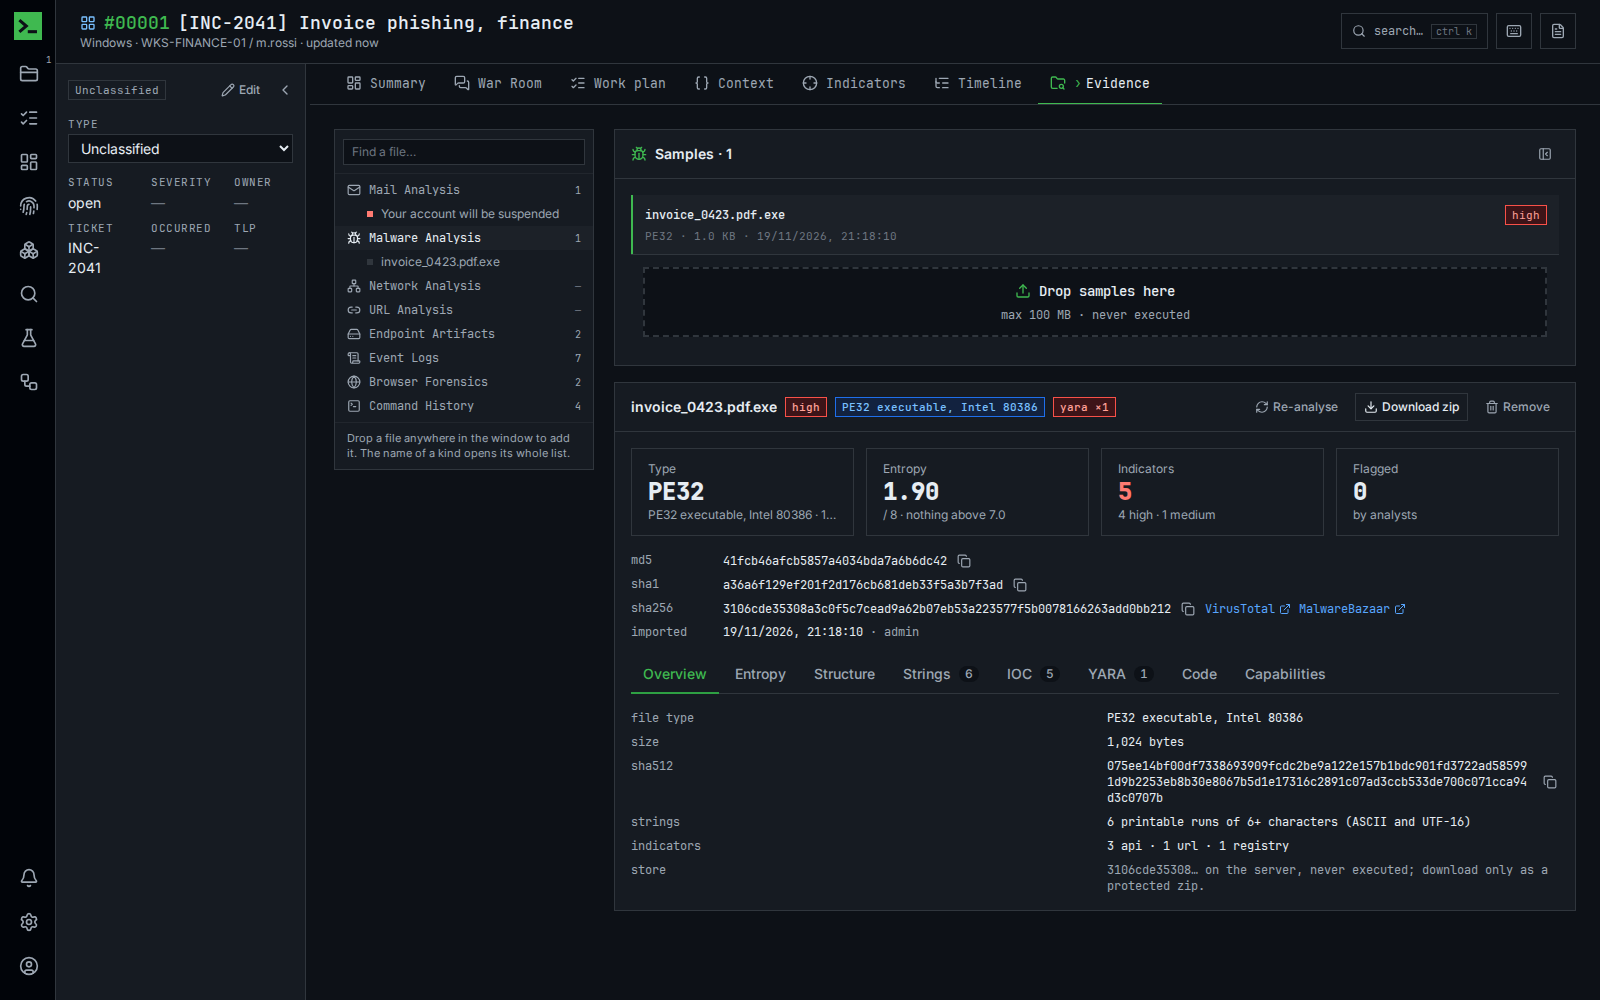 #00001 [INC-2041] Invoice phishing, finance
Windows · WKS-FINANCE-01 / m.rossi · updated now
search… ctrl k
1
Unclassified
Edit
TYPE
Unclassified
STATUS SEVERITY OWNER
open — —
TICKET OCCURRED TLP
INC-2041 — —
Summary War Room Work plan Context Indicators Timeline › Evidence
Find a file...
Mail Analysis 1
Your account will be suspended
Malware Analysis 1
invoice_0423.pdf.exe
Network Analysis –
URL Analysis –
Endpoint Artifacts 2
Event Logs 7
Browser Forensics 2
Command History 4
Drop a file anywhere in the window to add
it. The name of a kind opens its whole list.
Samples · 1
invoice_0423.pdf.exe high
PE32 · 1.0 KB · 19/11/2026, 21:18:10
Drop samples here
max 100 MB · never executed
invoice_0423.pdf.exe high PE32 executable, Intel 80386 yara ×1 Re-analyse Download zip Remove
Type Entropy Indicators Flagged
PE32 1.90 5 0
PE32 executable, Intel 80386 · 1... / 8 · nothing above 7.0 4 high · 1 medium by analysts
md5 41fcb46afcb5857a4034bda7a6b6dc42
sha1 a36a6f129ef201f2d176cb681deb33f5a3b7f3ad
sha256 3106cde35308a3c0f5c7cead9a62b07eb53a223577f5b0078166263add0bb212 VirusTotal MalwareBazaar
imported 19/11/2026, 21:18:10 · admin
Overview Entropy Structure Strings 6 IOC 5 YARA 1 Code Capabilities
file type PE32 executable, Intel 80386
size 1,024 bytes
sha512 075ee14bf00df7338693909fcdc2be9a122e157b1bdc901fd3722ad58599
1d9b2253eb8b30e8067b5d1e17316c2891c07ad3ccb533de700c071cca94
d3c0707b
strings 6 printable runs of 6+ characters (ASCII and UTF-16)
indicators 3 api · 1 url · 1 registry
store 3106cde35308… on the server, never executed; download only as a
protected zip.